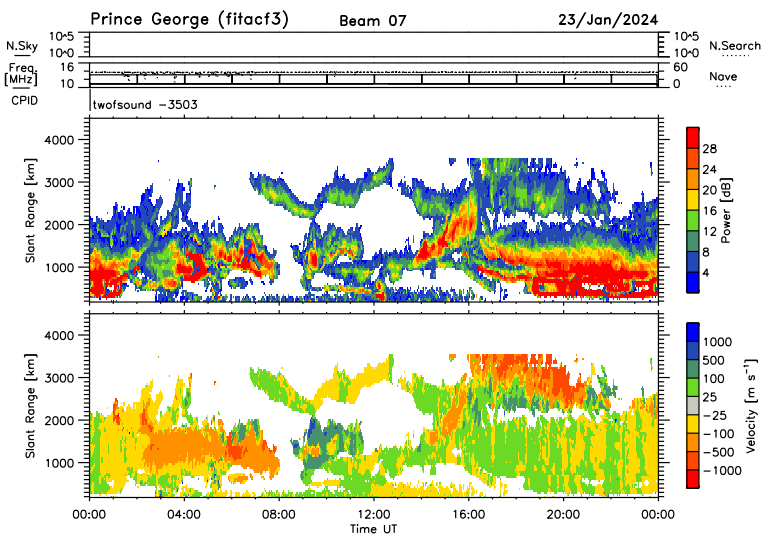 Prince George (fitacf3) Beam 07 23/Jan/2024
N.Sky 10^5 10^5 N.Search
10^0 10^0
Freq. 16 60 Nave
[MHz] 10 0
CPID
twofsound -3503
Slant Range [km]
4000
3000
2000
1000
Power [dB]
28
24
20
16
12
8
4
Slant Range [km]
4000
3000
2000
1000
Velocity [m s⁻¹]
1000
500
100
25
-25
-100
-500
-1000
00:00 04:00 08:00 12:00 16:00 20:00 00:00
Time UT